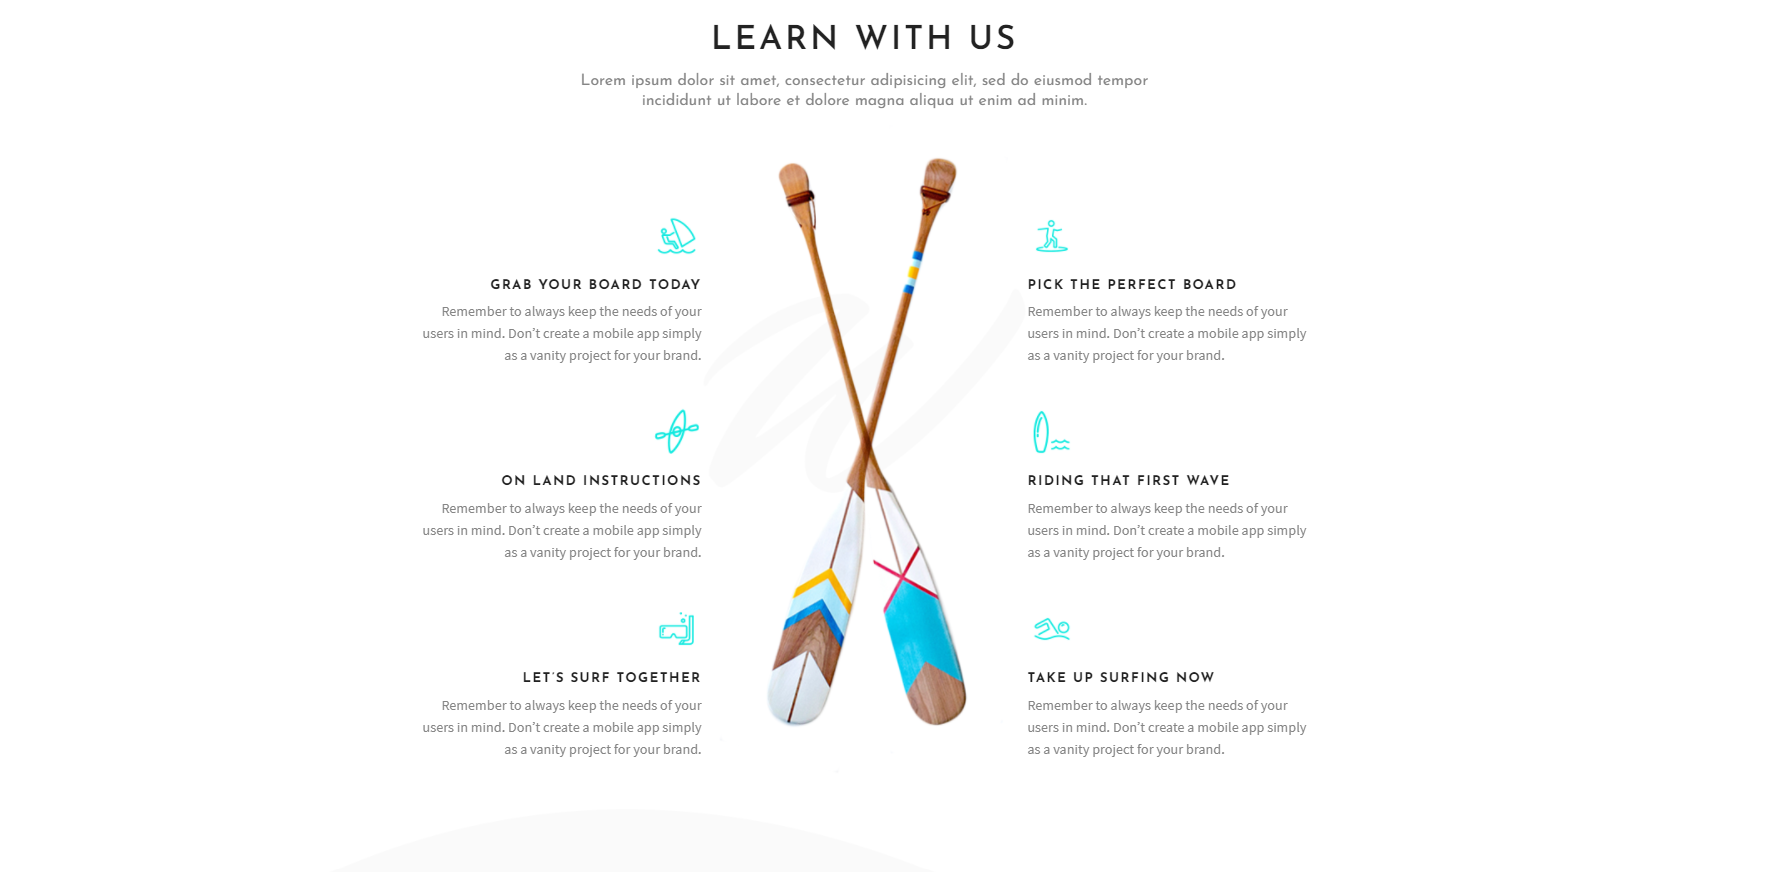 LEARN WITH US
Lorem ipsum dolor sit amet, consectetur adipisicing elit, sed do eiusmod tempor
incididunt ut labore et dolore magna aliqua ut enim ad minim.
GRAB YOUR BOARD TODAY
Remember to always keep the needs of your
users in mind. Don't create a mobile app simply
as a vanity project for your brand.
ON LAND INSTRUCTIONS
Remember to always keep the needs of your
users in mind. Don't create a mobile app simply
as a vanity project for your brand.
LET'S SURF TOGETHER
Remember to always keep the needs of your
users in mind. Don't create a mobile app simply
as a vanity project for your brand.
PICK THE PERFECT BOARD
Remember to always keep the needs of your
users in mind. Don't create a mobile app simply
as a vanity project for your brand.
RIDING THAT FIRST WAVE
Remember to always keep the needs of your
users in mind. Don't create a mobile app simply
as a vanity project for your brand.
TAKE UP SURFING NOW
Remember to always keep the needs of your
users in mind. Don't create a mobile app simply
as a vanity project for your brand.